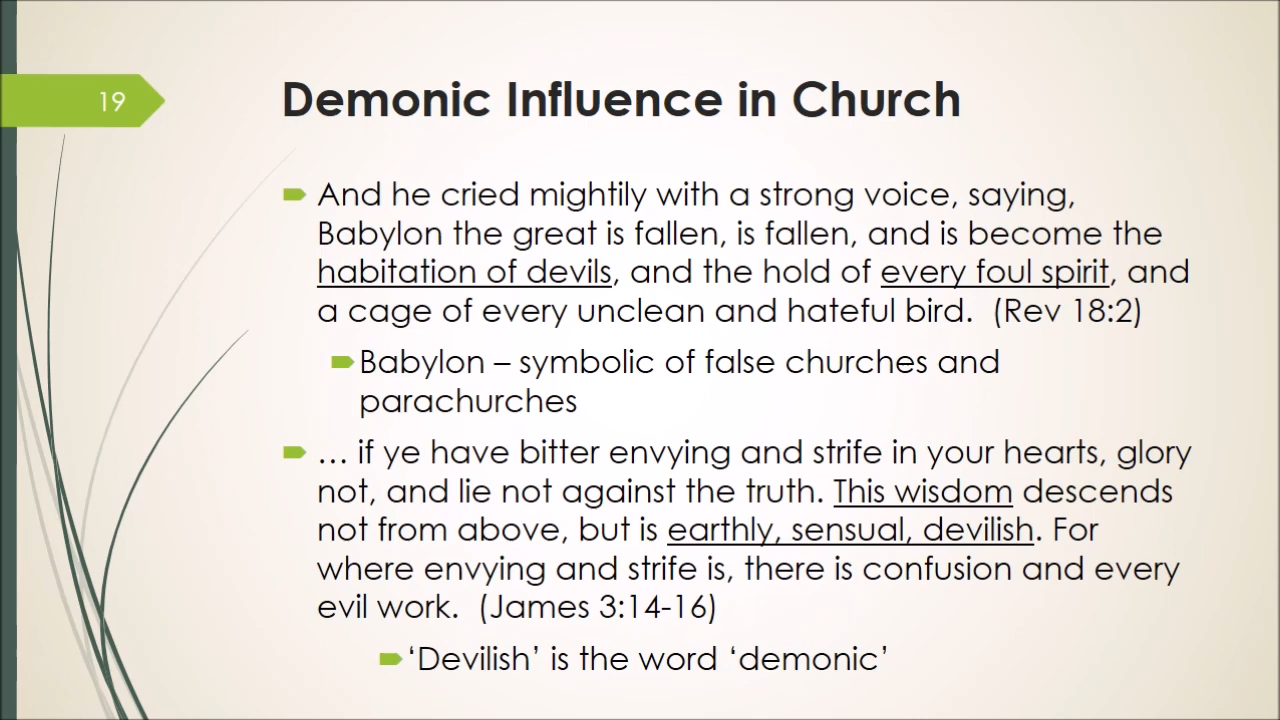 19
Demonic Influence in Church
And he cried mightily with a strong voice, saying,
Babylon the great is fallen, is fallen, and is become the
habitation of devils, and the hold of every foul spirit, and
a cage of every unclean and hateful bird. (Rev 18:2)
Babylon – symbolic of false churches and
parachurches
… if ye have bitter envying and strife in your hearts, glory
not, and lie not against the truth. This wisdom descends
not from above, but is earthly, sensual, devilish. For
where envying and strife is, there is confusion and every
evil work. (James 3:14-16)
‘Devilish’ is the word ‘demonic’